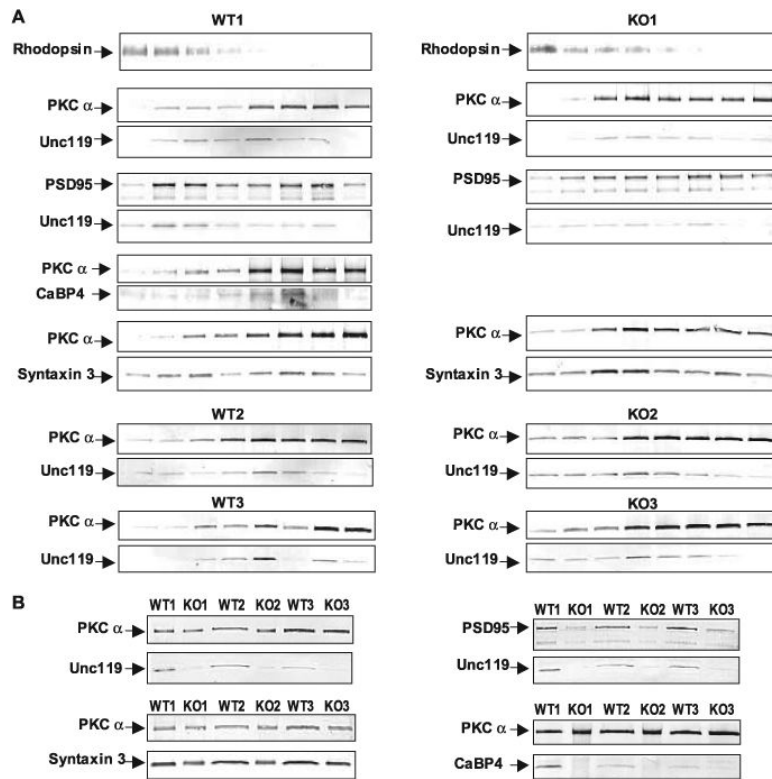 A
WT1
Rhodopsin
PKC α
Unc119
PSD95
Unc119
PKC α
CaBP4
PKC α
Syntaxin 3
WT2
PKC α
Unc119
WT3
PKC α
Unc119
KO1
Rhodopsin
PKC α
Unc119
PSD95
Unc119
PKC α
Syntaxin 3
KO2
PKC α
Unc119
KO3
PKC α
Unc119
B
WT1 KO1 WT2 KO2 WT3 KO3
PKC α
Unc119
WT1 KO1 WT2 KO2 WT3 KO3
PKC α
Syntaxin 3
WT1 KO1 WT2 KO2 WT3 KO3
PSD95
Unc119
WT1 KO1 WT2 KO2 WT3 KO3
PKC α
CaBP4